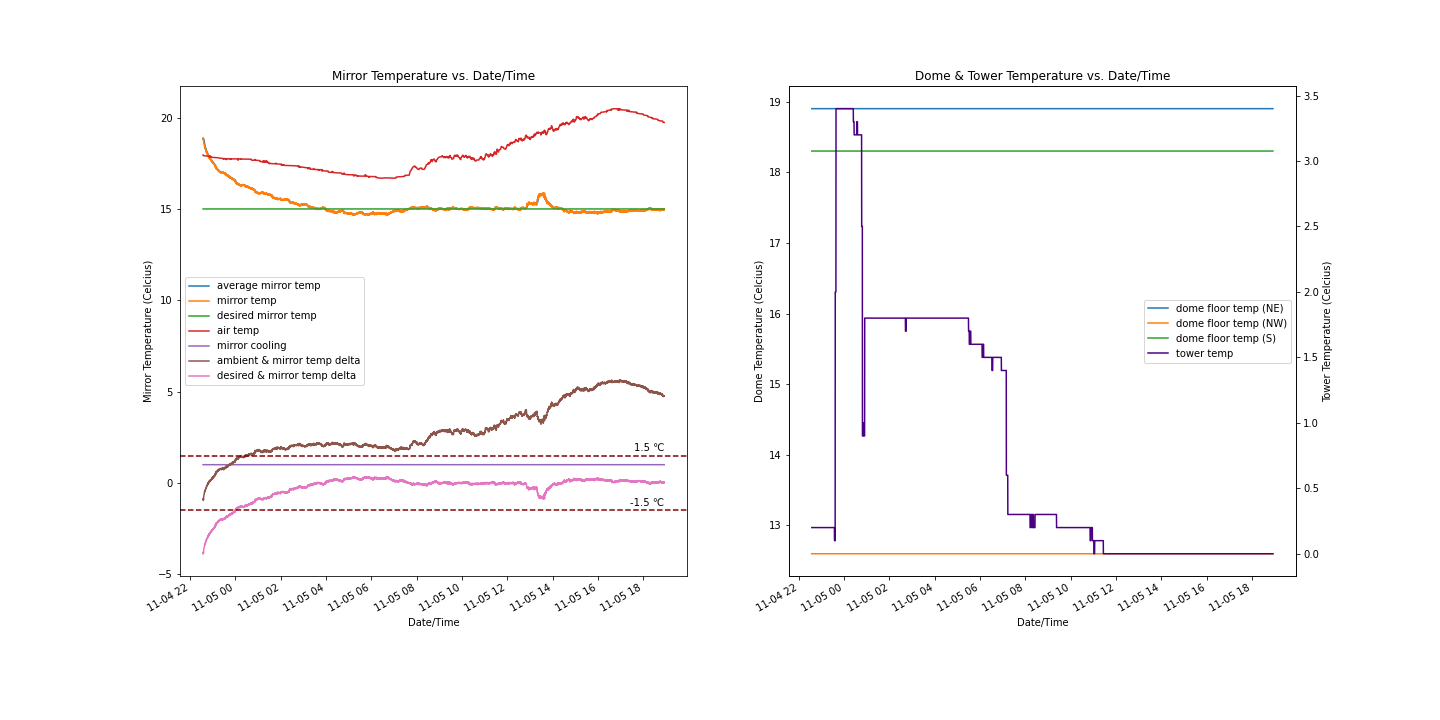 Mirror Temperature vs. Date/Time
Mirror Temperature (Celcius)
20
15
10
5
0
−5
average mirror temp
mirror temp
desired mirror temp
air temp
mirror cooling
ambient & mirror temp delta
desired & mirror temp delta
1.5 °C
-1.5 °C
11-04 22
11-05 00
11-05 02
11-05 04
11-05 06
11-05 08
11-05 10
11-05 12
11-05 14
11-05 16
11-05 18
Date/Time
Dome & Tower Temperature vs. Date/Time
Dome Temperature (Celcius)
19
18
17
16
15
14
13
dome floor temp (NE)
dome floor temp (NW)
dome floor temp (S)
tower temp
3.5
3.0
2.5
2.0
1.5
1.0
0.5
0.0
Tower Temperature (Celcius)
11-04 22
11-05 00
11-05 02
11-05 04
11-05 06
11-05 08
11-05 10
11-05 12
11-05 14
11-05 16
11-05 18
Date/Time